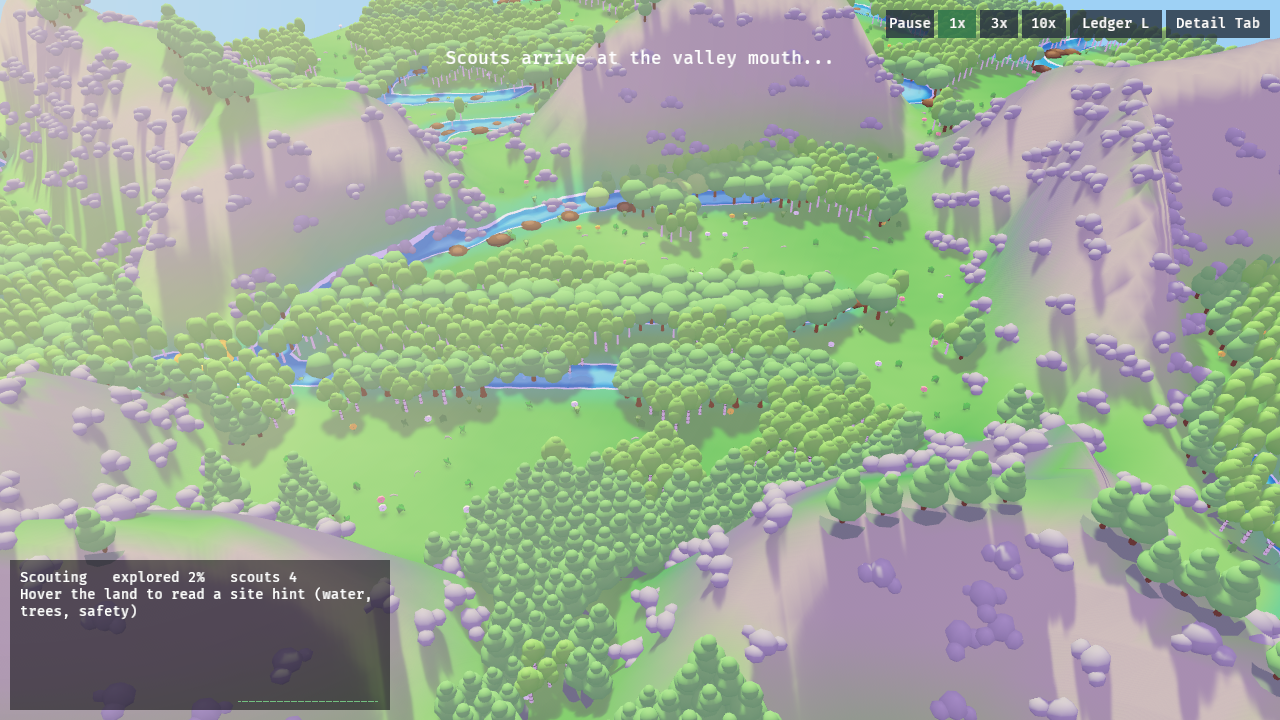 Pause 1x 3x 10x Ledger L Detail Tab
Scouts arrive at the valley mouth...
Scouting explored 2% scouts 4
Hover the land to read a site hint (water,
trees, safety)